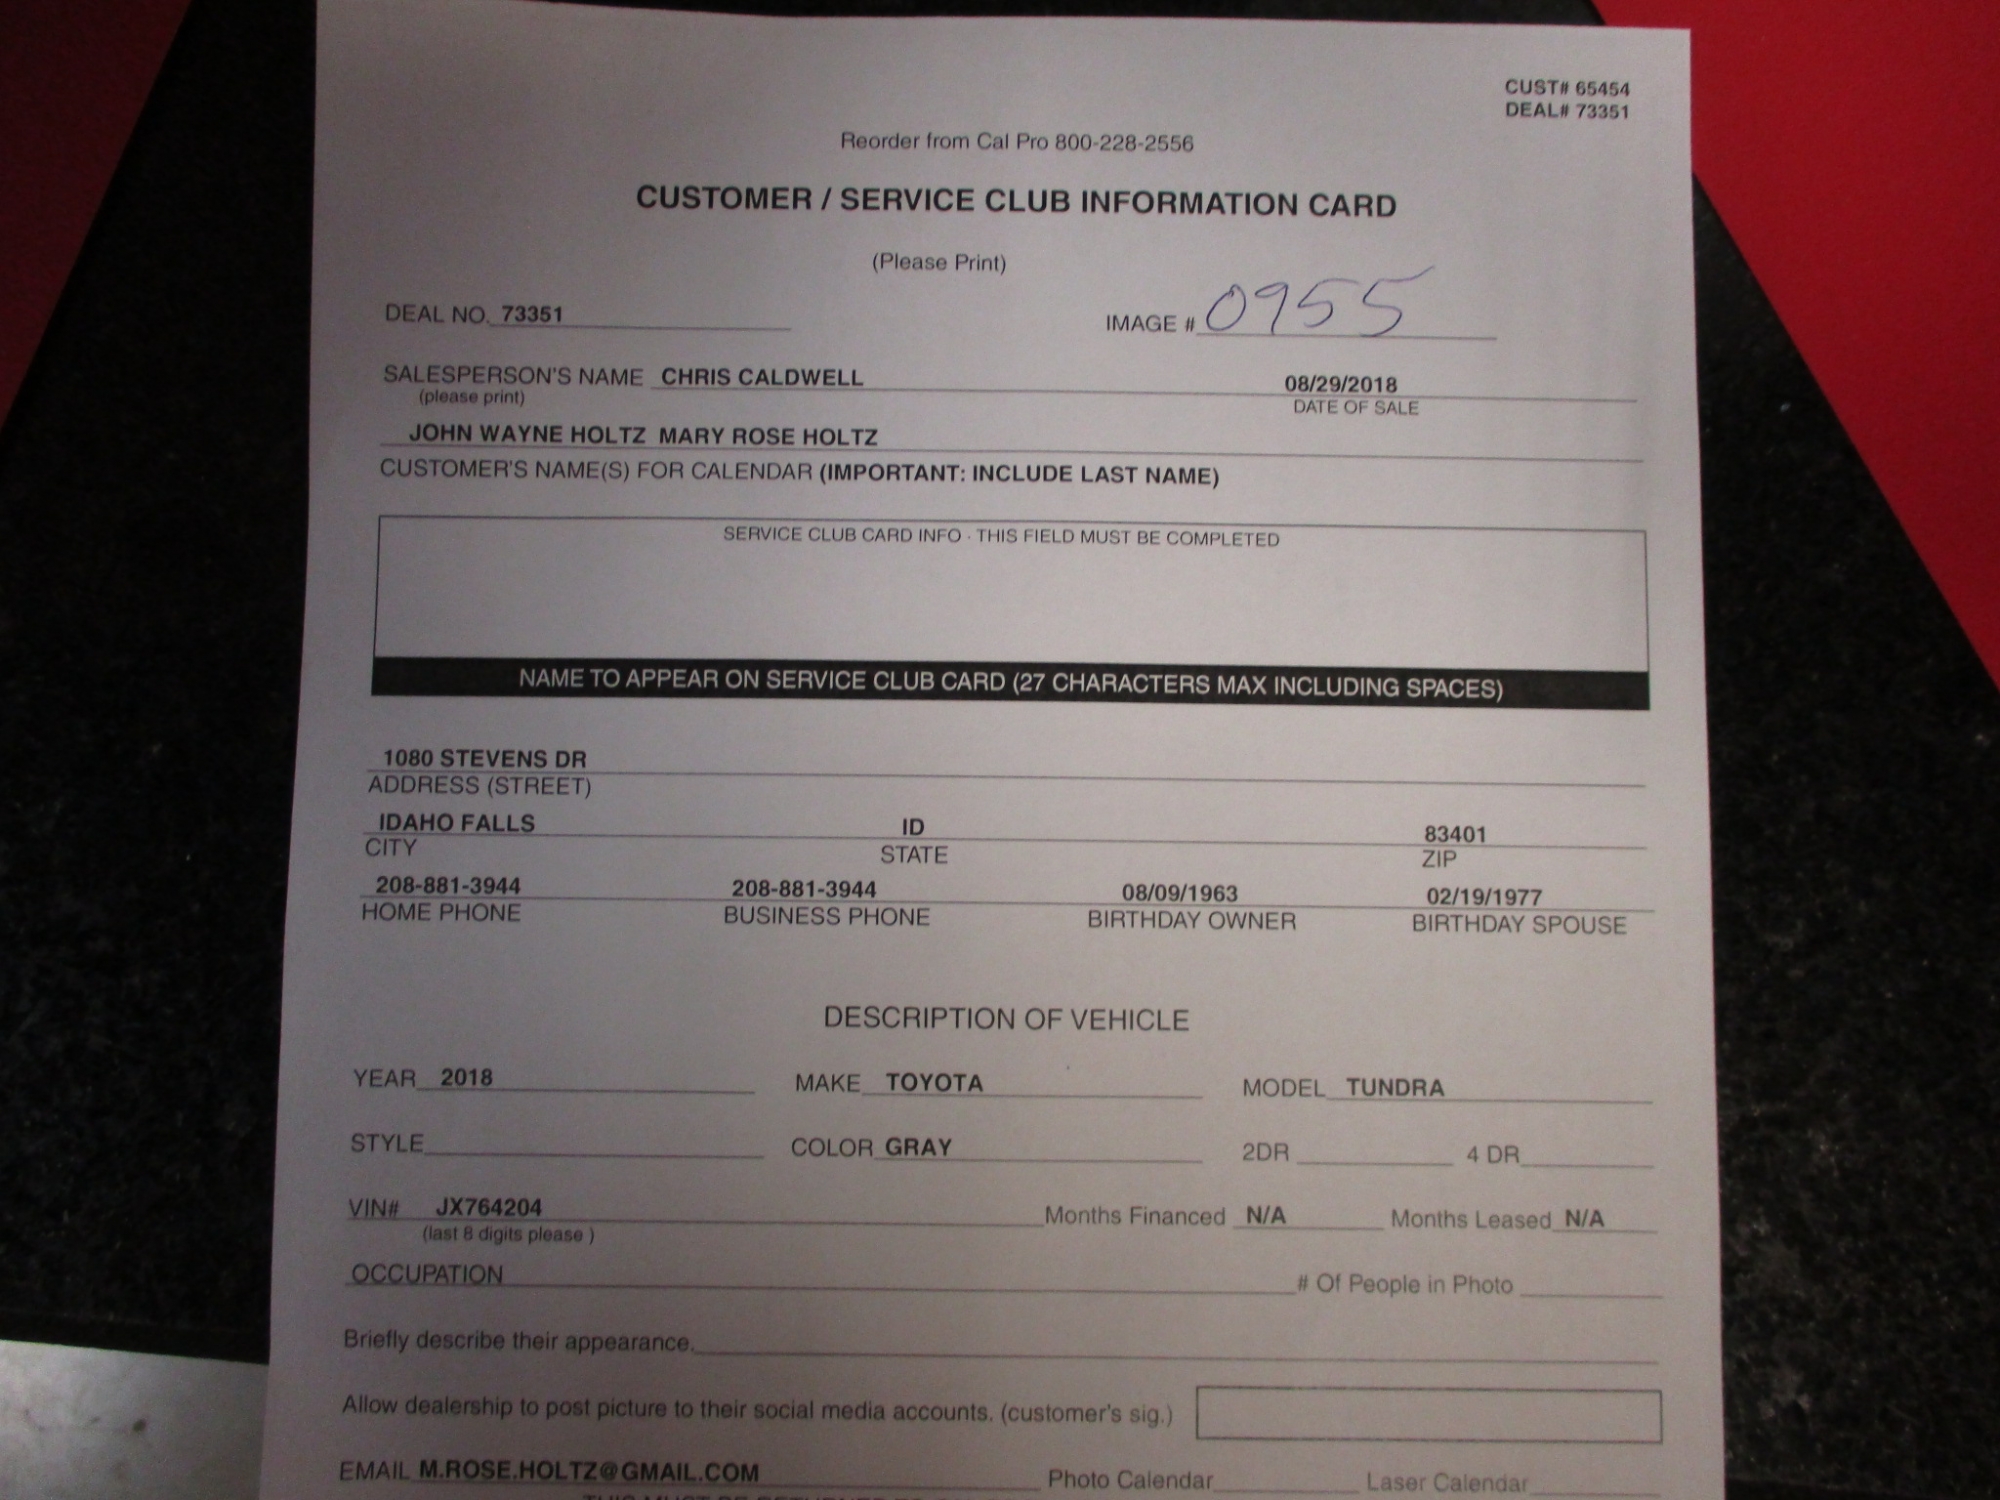 CUST# 65454
DEAL# 73351
Reorder from Cal Pro 800-228-2556
CUSTOMER / SERVICE CLUB INFORMATION CARD
(Please Print)
DEAL NO. 73351 IMAGE # 0955
SALESPERSON'S NAME CHRIS CALDWELL 08/29/2018
(please print) DATE OF SALE
JOHN WAYNE HOLTZ MARY ROSE HOLTZ
CUSTOMER'S NAME(S) FOR CALENDAR (IMPORTANT: INCLUDE LAST NAME)
SERVICE CLUB CARD INFO - THIS FIELD MUST BE COMPLETED
NAME TO APPEAR ON SERVICE CLUB CARD (27 CHARACTERS MAX INCLUDING SPACES)
1080 STEVENS DR
ADDRESS (STREET)
IDAHO FALLS ID 83401
CITY STATE ZIP
208-881-3944 208-881-3944 08/09/1963 02/19/1977
HOME PHONE BUSINESS PHONE BIRTHDAY OWNER BIRTHDAY SPOUSE
DESCRIPTION OF VEHICLE
YEAR 2018 MAKE TOYOTA MODEL TUNDRA
STYLE COLOR GRAY 2DR 4 DR
VIN# JX764204 Months Financed N/A Months Leased N/A
(last 8 digits please )
OCCUPATION # Of People in Photo
Briefly describe their appearance.
Allow dealership to post picture to their social media accounts. (customer's sig.)
EMAIL M.ROSE.HOLTZ@GMAIL.COM Photo Calendar Laser Calendar